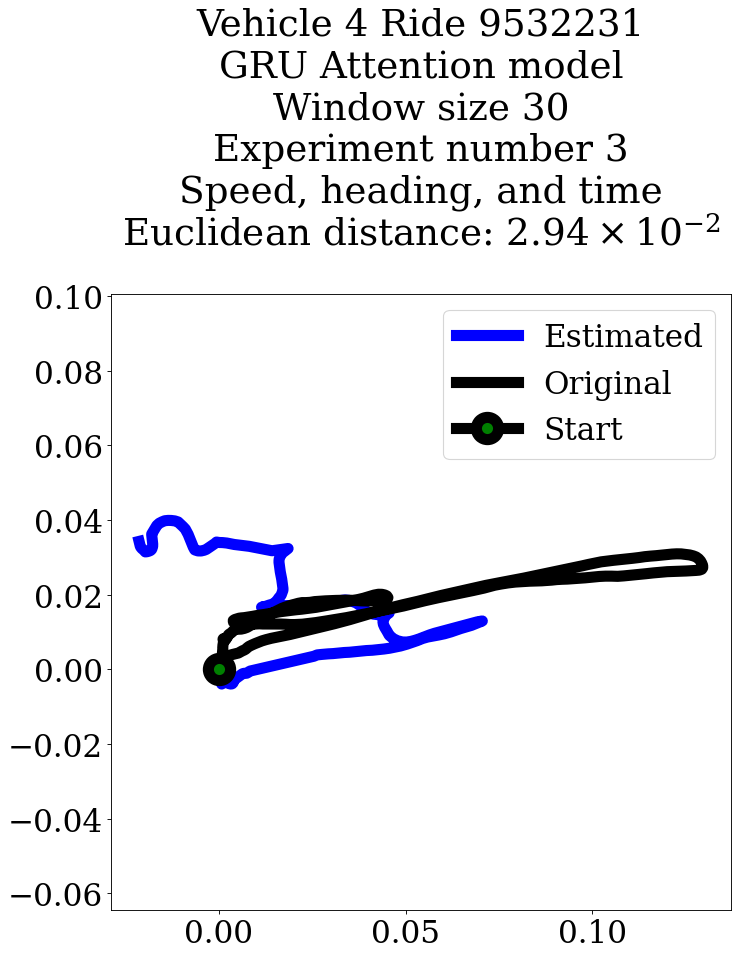 Vehicle 4 Ride 9532231
GRU Attention model
Window size 30
Experiment number 3
Speed, heading, and time
Euclidean distance: 2.94 × 10⁻²
0.10
Estimated
0.08
Original
0.06
Start
0.04
0.02
0.00
−0.02
−0.04
−0.06
0.00 0.05 0.10